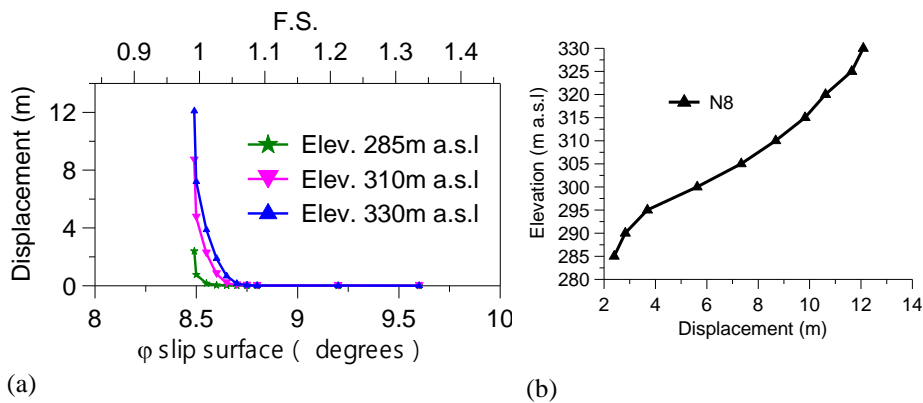 F.S.
0.9 1 1.1 1.2 1.3 1.4
12
8
4
0
Displacement (m)
Elev. 285m a.s.l
Elev. 310m a.s.l
Elev. 330m a.s.l
8 8.5 9 9.5 10
φ slip surface ( degrees )
(a)
330
325
320
315
310
305
300
295
290
285
280
Elevation (m a.s.l)
N8
2 4 6 8 10 12 14
Displacement (m)
(b)